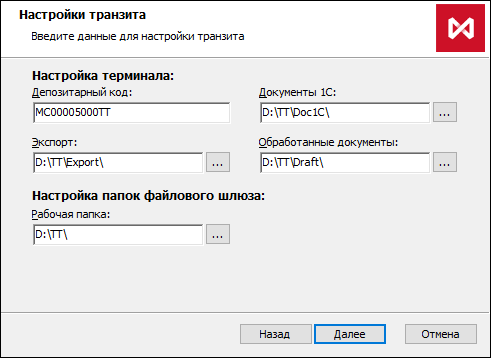 Настройки транзита
Введите данные для настройки транзита
Настройка терминала:
Депозитарный код:
Документы 1С:
MC00005000TT
D:\TT\Doc1C\
...
Экспорт:
Обработанные документы:
D:\TT\Export\
...
D:\TT\Draft\
...
Настройка папок файлового шлюза:
Рабочая папка:
D:\TT\
...
Назад
Далее
Отмена